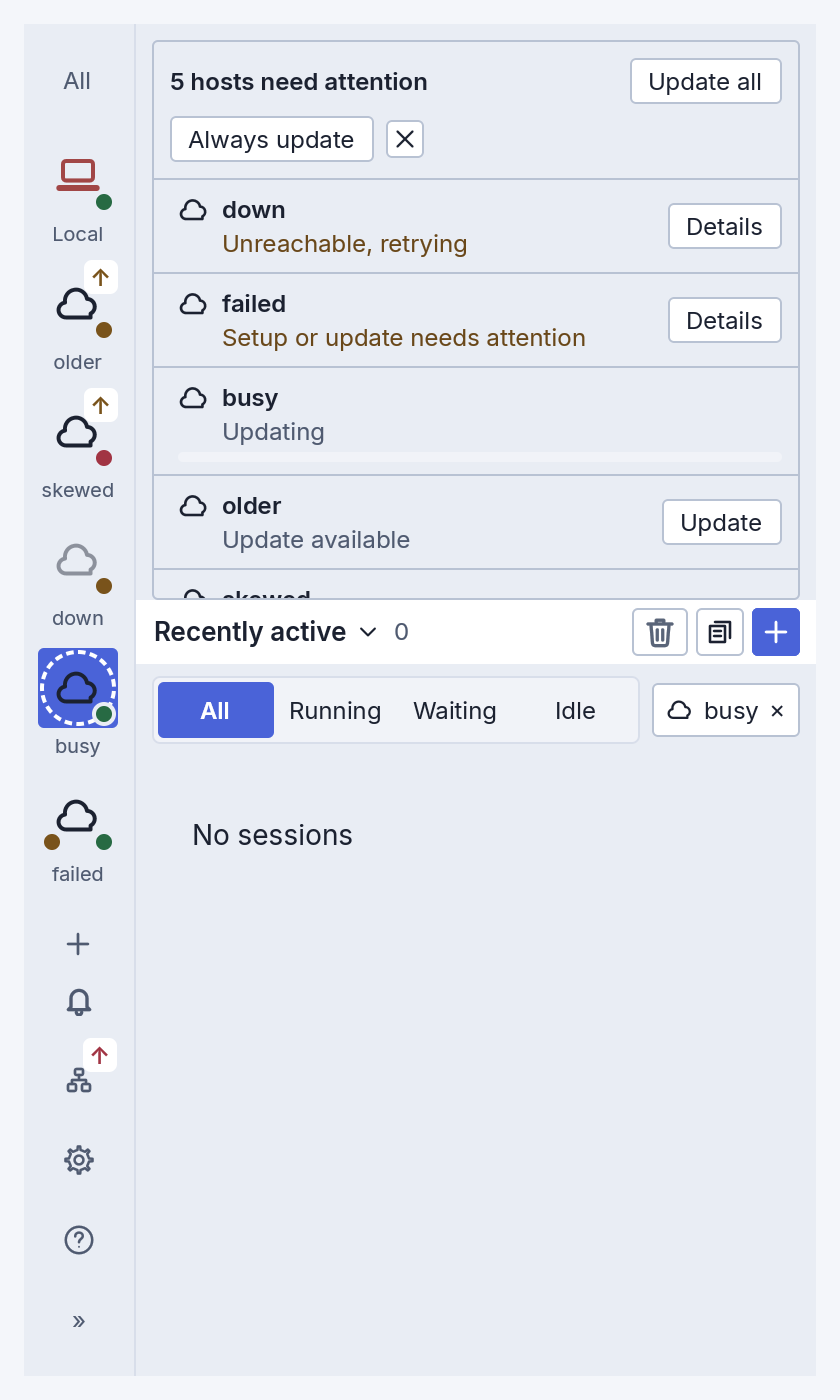 All
Local
older
skewed
down
busy
failed
»
5 hosts need attention
Update all
Always update
down
Unreachable, retrying
Details
failed
Setup or update needs attention
Details
busy
Updating
older
Update available
Update
skewed
Recently active 0
All Running Waiting Idle
busy ×
No sessions